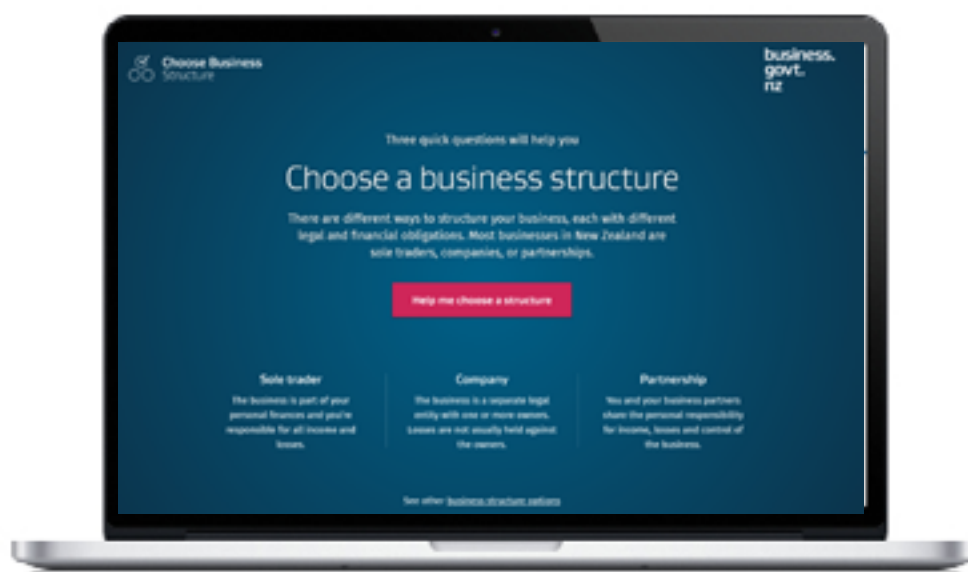 Choose Business
Structure
business.
govt.
nz
Three quick questions will help you
Choose a business structure
There are different ways to structure your business, each with different
legal and financial obligations. Most businesses in New Zealand are
sole traders, companies, or partnerships.
Help me choose a structure
Sole trader
The business is part of your
personal finances and you're
responsible for all income and
losses.
Company
The business is a separate legal
entity with one or more owners.
Losses are not usually held against
the owners.
Partnership
You and your business partners
share the personal responsibility
for income, losses and control of
the business.
See other business structure options